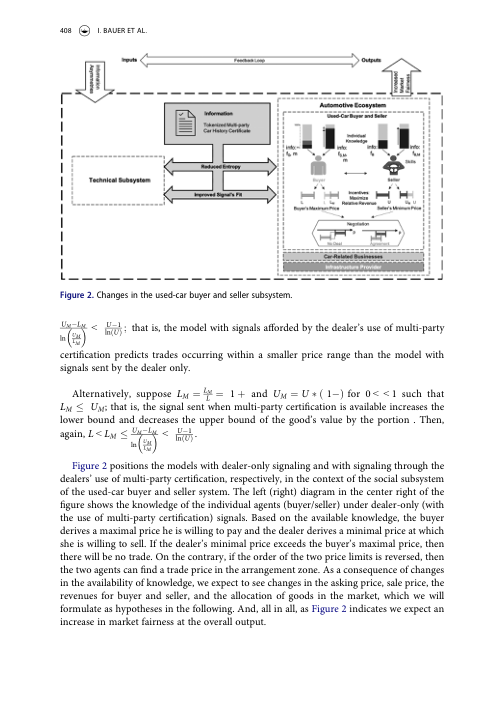 408 I. BAUER ET AL.
Inputs Feedback Loop Outputs
Information Asymmetries
Increased Market Fairness
Automotive Ecosystem
Used-Car Buyer and Seller
Information
Tokenized Multi-party
Car History Certificate
Individual
Knowledge
info: info: info: info:
Skills
Buyer Seller
Reduced Entropy
Technical Subsystem
Improved Signal's Fit
Incentives:
Maximize
Relative Revenue
Buyer's Maximum Price Seller's Minimum Price
Negotiation
No Deal Agreement
Car-Related Businesses
Infrastructure Provider
Figure 2. Changes in the used-car buyer and seller subsystem.
U_M−L_M / ln(U_M/L_M) < U−1 / ln(U); that is, the model with signals afforded by the dealer's use of multi-party
certification predicts trades occurring within a smaller price range than the model with
signals sent by the dealer only.
Alternatively, suppose L_M = L_M/L = 1 + and U_M = U ∗ ( 1−) for 0 < < 1 such that
L_M ≤ U_M; that is, the signal sent when multi-party certification is available increases the
lower bound and decreases the upper bound of the good's value by the portion . Then,
again, L < L_M ≤ U_M−L_M / ln(U_M/L_M) < U−1 / ln(U).
Figure 2 positions the models with dealer-only signaling and with signaling through the
dealers' use of multi-party certification, respectively, in the context of the social subsystem
of the used-car buyer and seller system. The left (right) diagram in the center right of the
figure shows the knowledge of the individual agents (buyer/seller) under dealer-only (with
the use of multi-party certification) signals. Based on the available knowledge, the buyer
derives a maximal price he is willing to pay and the dealer derives a minimal price at which
she is willing to sell. If the dealer's minimal price exceeds the buyer's maximal price, then
there will be no trade. On the contrary, if the order of the two price limits is reversed, then
the two agents can find a trade price in the arrangement zone. As a consequence of changes
in the availability of knowledge, we expect to see changes in the asking price, sale price, the
revenues for buyer and seller, and the allocation of goods in the market, which we will
formulate as hypotheses in the following. And, all in all, as Figure 2 indicates we expect an
increase in market fairness at the overall output.